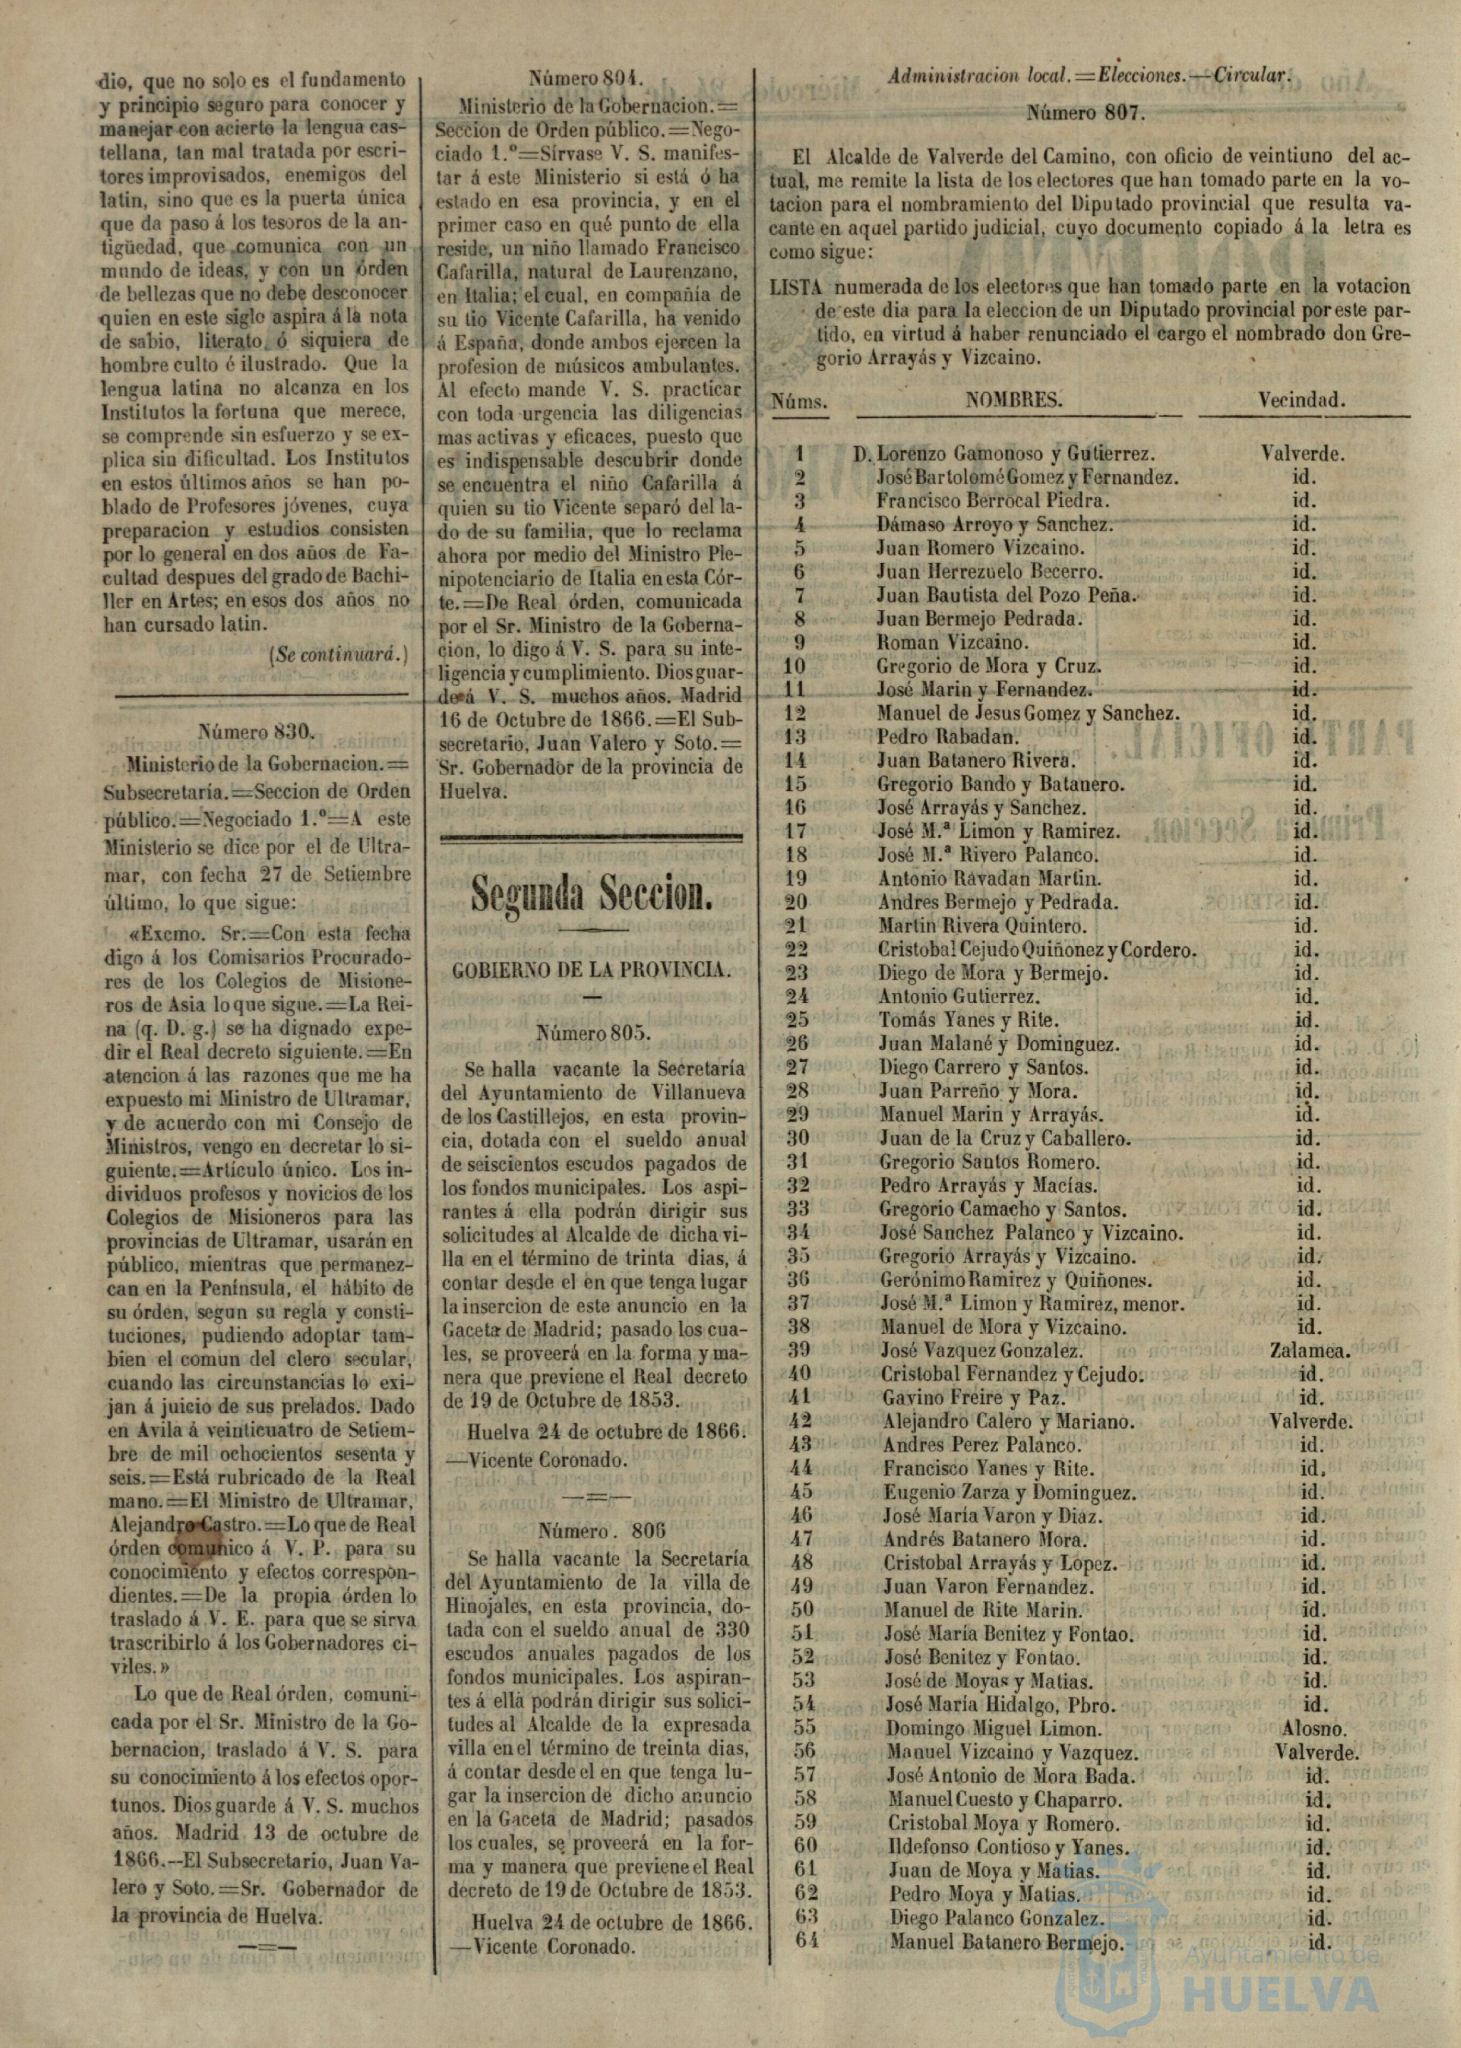 dio, que no solo es el fundamento
y principio seguro para conocer y
manejar con acierto la lengua cas-
tellana, tan mal tratada por escri-
tores improvisados, enemigos del
latin, sino que es la puerta única
que da paso á los tesoros de la an-
tigüedad, que comunica con un
mundo de ideas, y con un órden
de bellezas que no debe desconocer
quien en este siglo aspira á la nota
de sabio, literato, ó siquiera de
hombre culto é ilustrado. Que la
lengua latina no alcanza en los
Institutos la fortuna que merece,
se comprende sin esfuerzo y se ex-
plica sin dificultad. Los Institutos
en estos últimos años se han po-
blado de Profesores jóvenes, cuya
preparacion y estudios consisten
por lo general en dos años de Fa-
cultad despues del grado de Bachi-
ller en Artes; en esos dos años no
han cursado latin.
(Se continuará.)
Número 830.
Ministerio de la Gobernacion.=
Subsecretaría.=Seccion de Orden
público.=Negociado 1.º=A este
Ministerio se dice por el de Ultra-
mar, con fecha 27 de Setiembre
último, lo que sigue:
«Excmo. Sr.=Con esta fecha
digo á los Comisarios Procurado-
res de los Colegios de Misione-
ros de Asia lo que sigue.=La Rei-
na (q. D. g.) se ha dignado expe-
dir el Real decreto siguiente.=En
atencion á las razones que me ha
expuesto mi Ministro de Ultramar,
y de acuerdo con mi Consejo de
Ministros, vengo en decretar lo si-
guiente.=Artículo único. Los in-
dividuos profesos y novicios de los
Colegios de Misioneros para las
provincias de Ultramar, usarán en
público, mientras que permanez-
can en la Península, el hábito de
su órden, segun su regla y consti-
tuciones, pudiendo adoptar tam-
bien el comun del clero secular,
cuando las circunstancias lo exi-
jan á juicio de sus prelados. Dado
en Avila á veinticuatro de Setiem-
bre de mil ochocientos sesenta y
seis.=Está rubricado de la Real
mano.=El Ministro de Ultramar,
Alejandro Castro.=Lo que de Real
órden comunico á V. P. para su
conocimiento y efectos correspon-
dientes.=De la propia órden lo
traslado á V. E. para que se sirva
trascribirlo á los Gobernadores ci-
viles.»
Lo que de Real órden, comuni-
cada por el Sr. Ministro de la Go-
bernacion, traslado á V. S. para
su conocimiento á los efectos opor-
tunos. Dios guarde á V. S. muchos
años. Madrid 13 de octubre de
1866.--El Subsecretario, Juan Va-
lero y Soto.=Sr. Gobernador de
la provincia de Huelva.
Número 804.
Ministerio de la Gobernacion.=
Seccion de Orden público.=Nego-
ciado 1.º=Sírvase V. S. manifes-
tar á este Ministerio si está ó ha
estado en esa provincia, y en el
primer caso en qué punto de ella
reside, un niño llamado Francisco
Cafarilla, natural de Laurenzano,
en Italia; el cual, en compañía de
su tio Vicente Cafarilla, ha venido
á España, donde ambos ejercen la
profesion de músicos ambulantes.
Al efecto mande V. S. practicar
con toda urgencia las diligencias
mas activas y eficaces, puesto que
es indispensable descubrir donde
se encuentra el niño Cafarilla á
quien su tio Vicente separó del la-
do de su familia, que lo reclama
ahora por medio del Ministro Ple-
nipotenciario de Italia en esta Cór-
te.=De Real órden, comunicada
por el Sr. Ministro de la Goberna-
cion, lo digo á V. S. para su inte-
ligencia y cumplimiento. Dios guar-
de á V. S. muchos años. Madrid
16 de Octubre de 1866.=El Sub-
secretario, Juan Valero y Soto.=
Sr. Gobernador de la provincia de
Huelva.
Segunda Seccion.
GOBIERNO DE LA PROVINCIA.
Número 805.
Se halla vacante la Secretaría
del Ayuntamiento de Villanueva
de los Castillejos, en esta provin-
cia, dotada con el sueldo anual
de seiscientos escudos pagados de
los fondos municipales. Los aspi-
rantes á ella podrán dirigir sus
solicitudes al Alcalde de dicha vi-
lla en el término de trinta dias, á
contar desde el en que tenga lugar
la insercion de este anuncio en la
Gaceta de Madrid; pasado los cua-
les, se proveerá en la forma y ma-
nera que previene el Real decreto
de 19 de Octubre de 1853.
Huelva 24 de octubre de 1866.
—Vicente Coronado.
Número. 806
Se halla vacante la Secretaría
del Ayuntamiento de la villa de
Hinojales, en esta provincia, do-
tada con el sueldo anual de 330
escudos anuales pagados de los
fondos municipales. Los aspiran-
tes á ella podrán dirigir sus solici-
tudes al Alcalde de la expresada
villa en el término de treinta dias,
á contar desde el en que tenga lu-
gar la insercion de dicho anuncio
en la Gaceta de Madrid; pasados
los cuales, se proveerá en la for-
ma y manera que previene el Real
decreto de 19 de Octubre de 1853.
Huelva 24 de octubre de 1866.
—Vicente Coronado.
Administracion local.=Elecciones.—Circular.
Número 807.
El Alcalde de Valverde del Camino, con oficio de veintiuno del ac-
tual, me remite la lista de los electores que han tomado parte en la vo-
tacion para el nombramiento del Diputado provincial que resulta va-
cante en aquel partido judicial, cuyo documento copiado á la letra es
como sigue:
LISTA numerada de los electores que han tomado parte en la votacion
de este dia para la eleccion de un Diputado provincial por este par-
tido, en virtud á haber renunciado el cargo el nombrado don Gre-
gorio Arrayás y Vizcaino.
Núms. NOMBRES. Vecindad.
1 D. Lorenzo Gamonoso y Gutierrez. Valverde.
2 José Bartolomé Gomez y Fernandez. id.
3 Francisco Berrocal Piedra. id.
4 Dámaso Arroyo y Sanchez. id.
5 Juan Romero Vizcaino. id.
6 Juan Herrezuelo Becerro. id.
7 Juan Bautista del Pozo Peña. id.
8 Juan Bermejo Pedrada. id.
9 Roman Vizcaino. id.
10 Gregorio de Mora y Cruz. id.
11 José Marin y Fernandez. id.
12 Manuel de Jesus Gomez y Sanchez. id.
13 Pedro Rabadan. id.
14 Juan Batanero Rivera. id.
15 Gregorio Bando y Batanero. id.
16 José Arrayás y Sanchez. id.
17 José M.ª Limon y Ramirez. id.
18 José M.ª Rivero Palanco. id.
19 Antonio Ravadan Martin. id.
20 Andres Bermejo y Pedrada. id.
21 Martin Rivera Quintero. id.
22 Cristobal Cejudo Quiñonez y Cordero. id.
23 Diego de Mora y Bermejo. id.
24 Antonio Gutierrez. id.
25 Tomás Yanes y Rite. id.
26 Juan Malané y Dominguez. id.
27 Diego Carrero y Santos. id.
28 Juan Parreño y Mora. id.
29 Manuel Marin y Arrayás. id.
30 Juan de la Cruz y Caballero. id.
31 Gregorio Santos Romero. id.
32 Pedro Arrayás y Macías. id.
33 Gregorio Camacho y Santos. id.
34 José Sanchez Palanco y Vizcaino. id.
35 Gregorio Arrayás y Vizcaino. id.
36 Gerónimo Ramirez y Quiñones. id.
37 José M.ª Limon y Ramirez, menor. id.
38 Manuel de Mora y Vizcaino. id.
39 José Vazquez Gonzalez. Zalamea.
40 Cristobal Fernandez y Cejudo. id.
41 Gavino Freire y Paz. id.
42 Alejandro Calero y Mariano. Valverde.
43 Andres Perez Palanco. id.
44 Francisco Yanes y Rite. id.
45 Eugenio Zarza y Dominguez. id.
46 José María Varon y Diaz. id.
47 Andrés Batanero Mora. id.
48 Cristobal Arrayás y Lopez. id.
49 Juan Varon Fernandez. id.
50 Manuel de Rite Marin. id.
51 José María Benitez y Fontao. id.
52 José Benitez y Fontao. id.
53 José de Moyas y Matias. id.
54 José María Hidalgo, Pbro. id.
55 Domingo Miguel Limon. Alosno.
56 Manuel Vizcaino y Vazquez. Valverde.
57 José Antonio de Mora Bada. id.
58 Manuel Cuesto y Chaparro. id.
59 Cristobal Moya y Romero. id.
60 Ildefonso Contioso y Yanes. id.
61 Juan de Moya y Matias. id.
62 Pedro Moya y Matias. id.
63 Diego Palanco Gonzalez. id.
64 Manuel Batanero Bermejo. id.
Ayuntamiento de
HUELVA